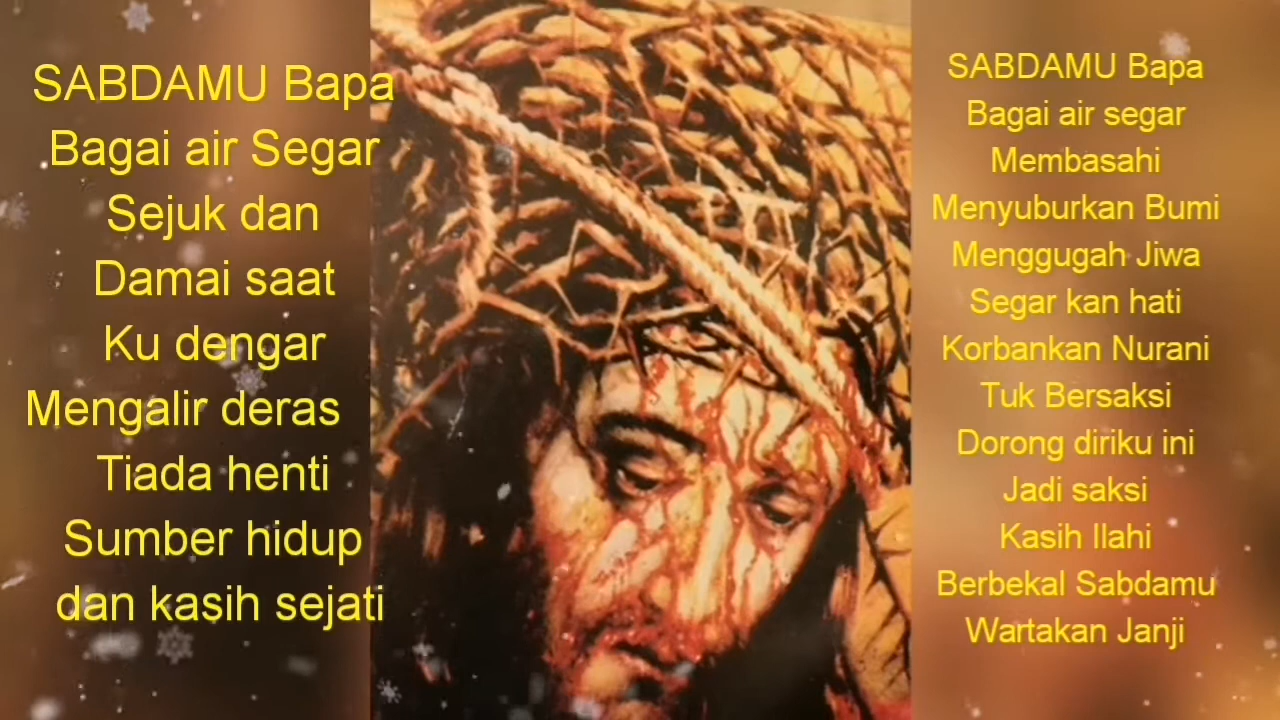 SABDAMU Bapa
Bagai air Segar
Sejuk dan
Damai saat
Ku dengar
Mengalir deras
Tiada henti
Sumber hidup
dan kasih sejati
SABDAMU Bapa
Bagai air segar
Membasahi
Menyuburkan Bumi
Menggugah Jiwa
Segar kan hati
Korbankan Nurani
Tuk Bersaksi
Dorong diriku ini
Jadi saksi
Kasih Ilahi
Berbekal Sabdamu
Wartakan Janji